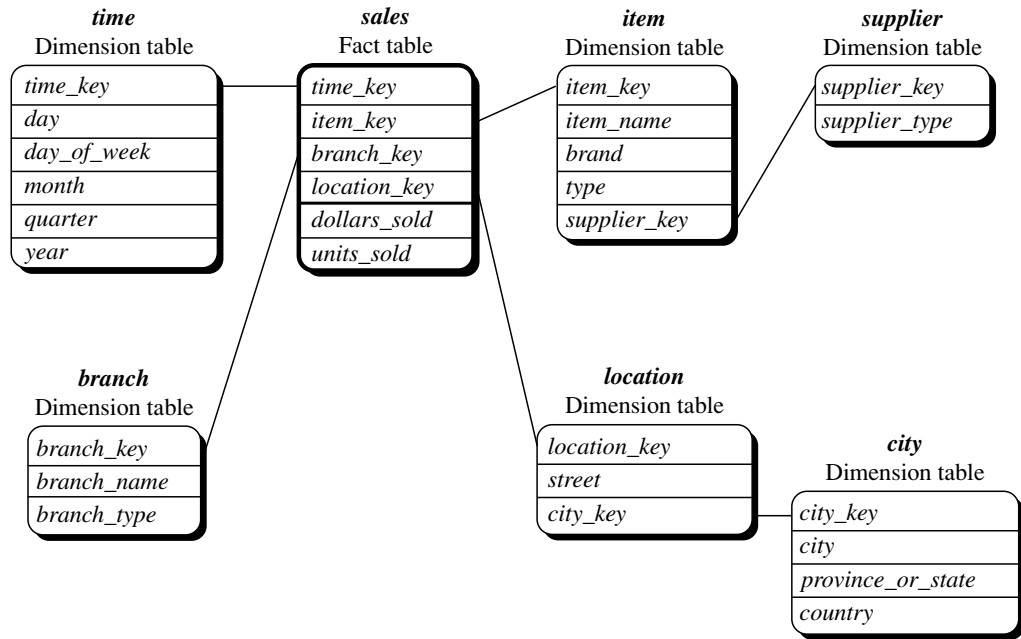 time
Dimension table
time_key
day
day_of_week
month
quarter
year
sales
Fact table
time_key
item_key
branch_key
location_key
dollars_sold
units_sold
item
Dimension table
item_key
item_name
brand
type
supplier_key
supplier
Dimension table
supplier_key
supplier_type
branch
Dimension table
branch_key
branch_name
branch_type
location
Dimension table
location_key
street
city_key
city
Dimension table
city_key
city
province_or_state
country